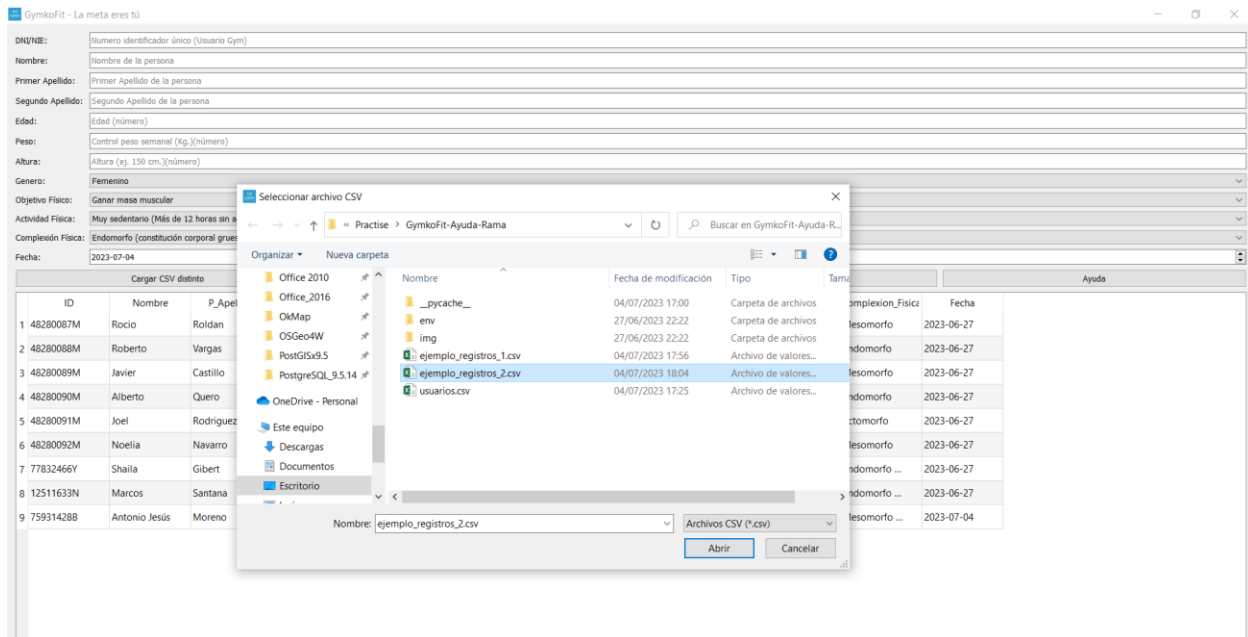 GymkoFit - La meta eres tú
DNI/NIE: Numero identificador único (Usuario Gym)
Nombre: Nombre de la persona
Primer Apellido: Primer Apellido de la persona
Segundo Apellido: Segundo Apellido de la persona
Edad: Edad (número)
Peso: Control peso semanal (Kg.)(número)
Altura: Altura (ej. 150 cm.)(número)
Genero: Femenino
Objetivo Físico: Ganar masa muscular
Actividad Física: Muy sedentario (Más de 12 horas sin a
Complexión Física: Endomorfo (constitución corporal grues
Fecha: 2023-07-04
Cargar CSV distinto Ayuda
ID Nombre P_Apel omplexion_Fisica Fecha
1 48280087M Rocio Roldan lesomorfo 2023-06-27
2 48280088M Roberto Vargas ndomorfo 2023-06-27
3 48280089M Javier Castillo lesomorfo 2023-06-27
4 48280090M Alberto Quero ndomorfo 2023-06-27
5 48280091M Joel Rodriguez ctomorfo 2023-06-27
6 48280092M Noelia Navarro lesomorfo 2023-06-27
7 77832466Y Shaila Gibert ndomorfo ... 2023-06-27
8 12511633N Marcos Santana ndomorfo ... 2023-06-27
9 75931428B Antonio Jesús Moreno lesomorfo ... 2023-07-04
Seleccionar archivo CSV
« Practise > GymkoFit-Ayuda-Rama
Buscar en GymkoFit-Ayuda-R...
Organizar Nueva carpeta
Office 2010
Office_2016
OkMap
OSGeo4W
PostGISx9.5
PostgreSQL_9.5.14
OneDrive - Personal
Este equipo
Descargas
Documentos
Escritorio
Nombre Fecha de modificación Tipo Tama
__pycache__ 04/07/2023 17:00 Carpeta de archivos
env 27/06/2023 22:22 Carpeta de archivos
img 27/06/2023 22:22 Carpeta de archivos
ejemplo_registros_1.csv 04/07/2023 17:56 Archivo de valores...
ejemplo_registros_2.csv 04/07/2023 18:04 Archivo de valores...
usuarios.csv 04/07/2023 17:25 Archivo de valores...
Nombre: ejemplo_registros_2.csv Archivos CSV (*.csv)
Abrir Cancelar